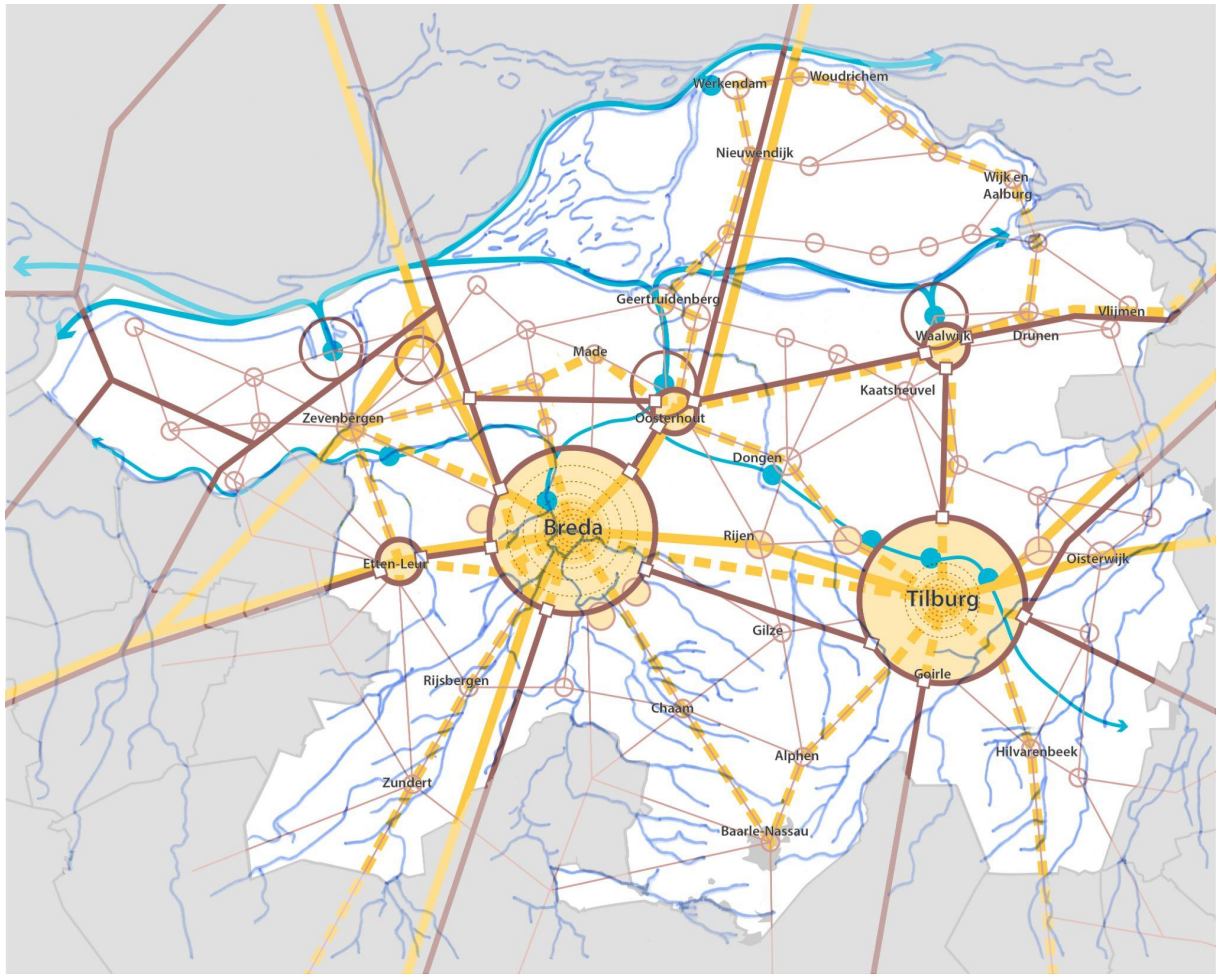 Werkendam
Woudrichem
Nieuwendijk
Wijk en
Aalburg
Geertruidenberg
Vlijmen
Waalwijk
Drunen
Made
Kaatsheuvel
Zevenbergen
Oosterhout
Dongen
Breda
Rijen
Oisterwijk
Etten-Leur
Tilburg
Gilze
Goirle
Rijsbergen
Chaam
Hilvarenbeek
Alphen
Zundert
Baarle-Nassau